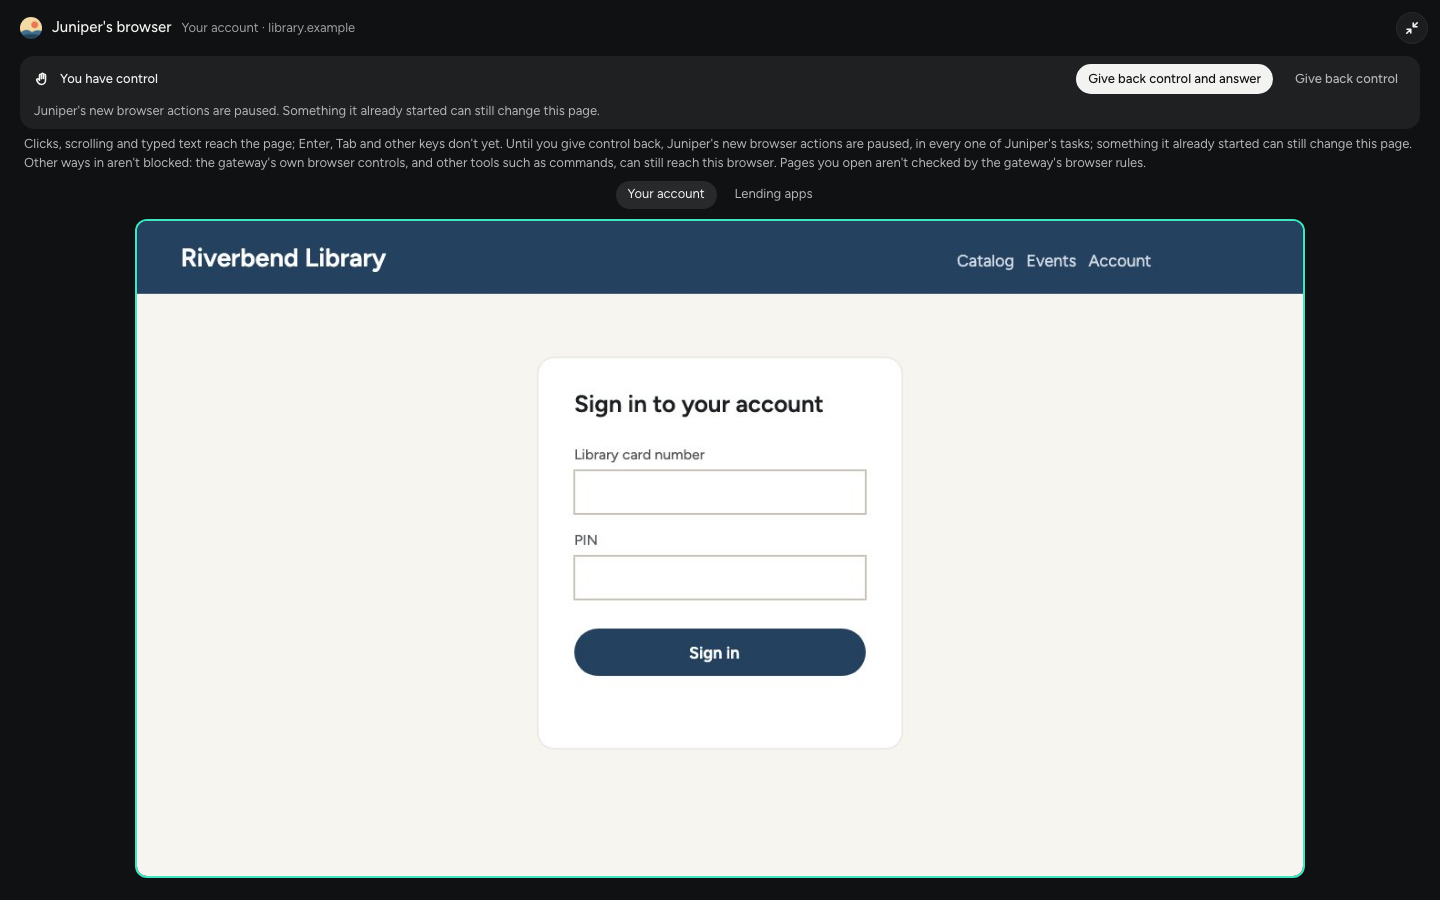 Juniper's browser Your account · library.example
You have control
Give back control and answer
Give back control
Juniper's new browser actions are paused. Something it already started can still change this page.
Clicks, scrolling and typed text reach the page; Enter, Tab and other keys don't yet. Until you give control back, Juniper's new browser actions are paused, in every one of Juniper's tasks; something it already started can still change this page.
Other ways in aren't blocked: the gateway's own browser controls, and other tools such as commands, can still reach this browser. Pages you open aren't checked by the gateway's browser rules.
Your account
Lending apps
Riverbend Library
Catalog Events Account
Sign in to your account
Library card number
PIN
Sign in